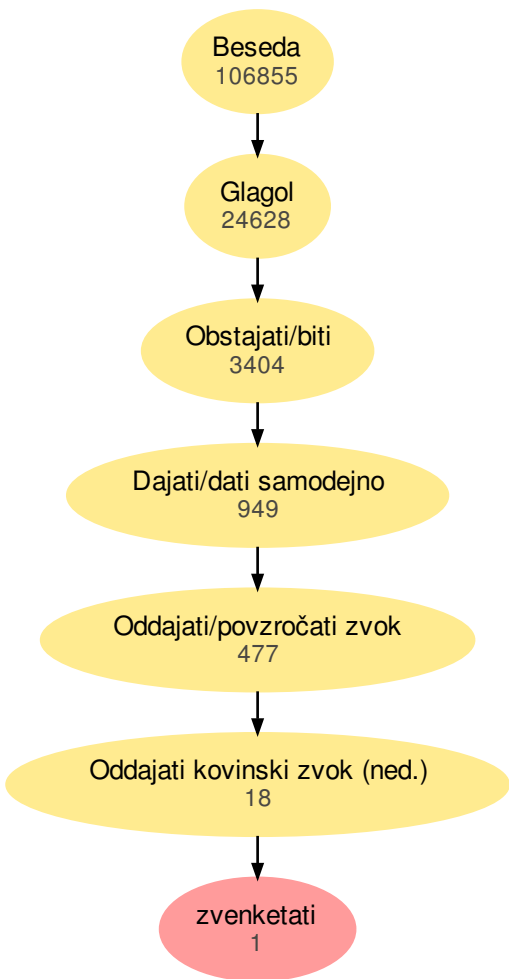 Beseda
106855
Glagol
24628
Obstajati/biti
3404
Dajati/dati samodejno
949
Oddajati/povzročati zvok
477
Oddajati kovinski zvok (ned.)
18
zvenketati
1